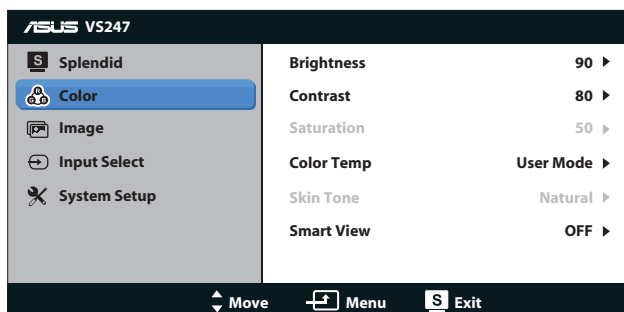 ASUS VS247
S Splendid
Color
Image
Input Select
System Setup
Brightness 90
Contrast 80
Saturation 50
Color Temp User Mode
Skin Tone Natural
Smart View OFF
Move Menu S Exit